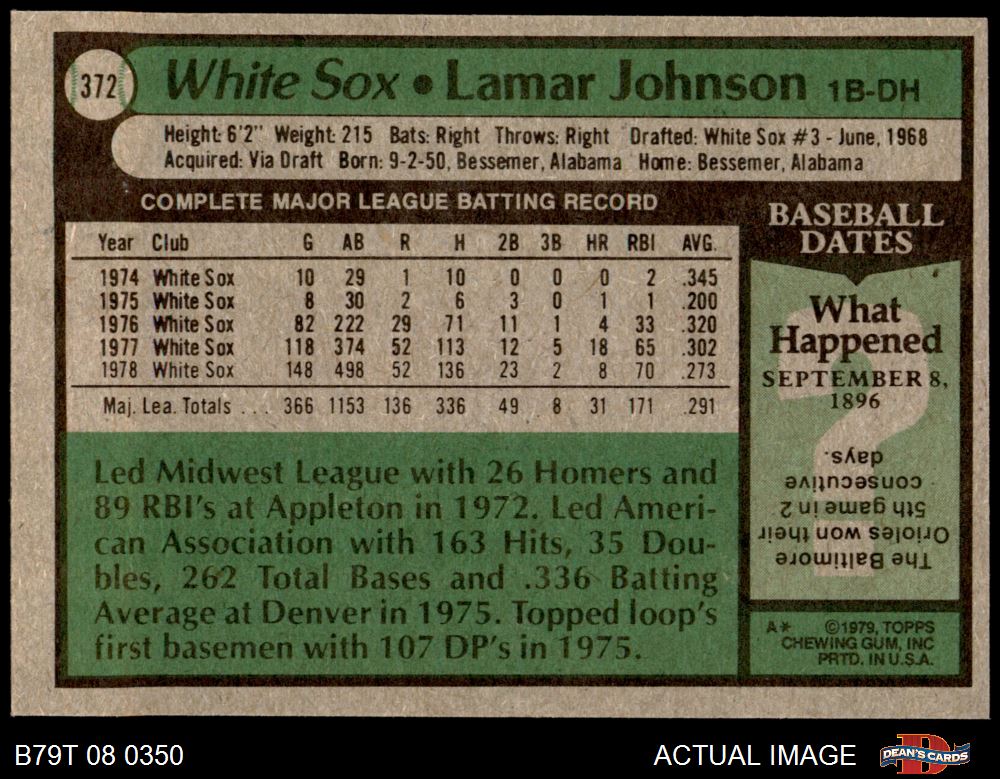 372
White Sox • Lamar Johnson 1B-DH
Height: 6'2" Weight: 215 Bats: Right Throws: Right Drafted: White Sox #3 - June, 1968
Acquired: Via Draft Born: 9-2-50, Bessemer, Alabama Home: Bessemer, Alabama
COMPLETE MAJOR LEAGUE BATTING RECORD
Year Club G AB R H 2B 3B HR RBI AVG.
1974 White Sox 10 29 1 10 0 0 0 2 .345
1975 White Sox 8 30 2 6 3 0 1 1 .200
1976 White Sox 82 222 29 71 11 1 4 33 .320
1977 White Sox 118 374 52 113 12 5 18 65 .302
1978 White Sox 148 498 52 136 23 2 8 70 .273
Maj. Lea. Totals ... 366 1153 136 336 49 8 31 171 .291
Led Midwest League with 26 Homers and
89 RBI's at Appleton in 1972. Led Ameri-
can Association with 163 Hits, 35 Dou-
bles, 262 Total Bases and .336 Batting
Average at Denver in 1975. Topped loop's
first basemen with 107 DP's in 1975.
BASEBALL
DATES
What
Happened
SEPTEMBER 8,
1896
?
The Baltimore
Orioles won their
5th game in 2
consecutive
days.
A* ©1979, TOPPS
CHEWING GUM, INC
PRTD. IN U.S.A.
B79T 08 0350
ACTUAL IMAGE
D
DEAN'S CARDS